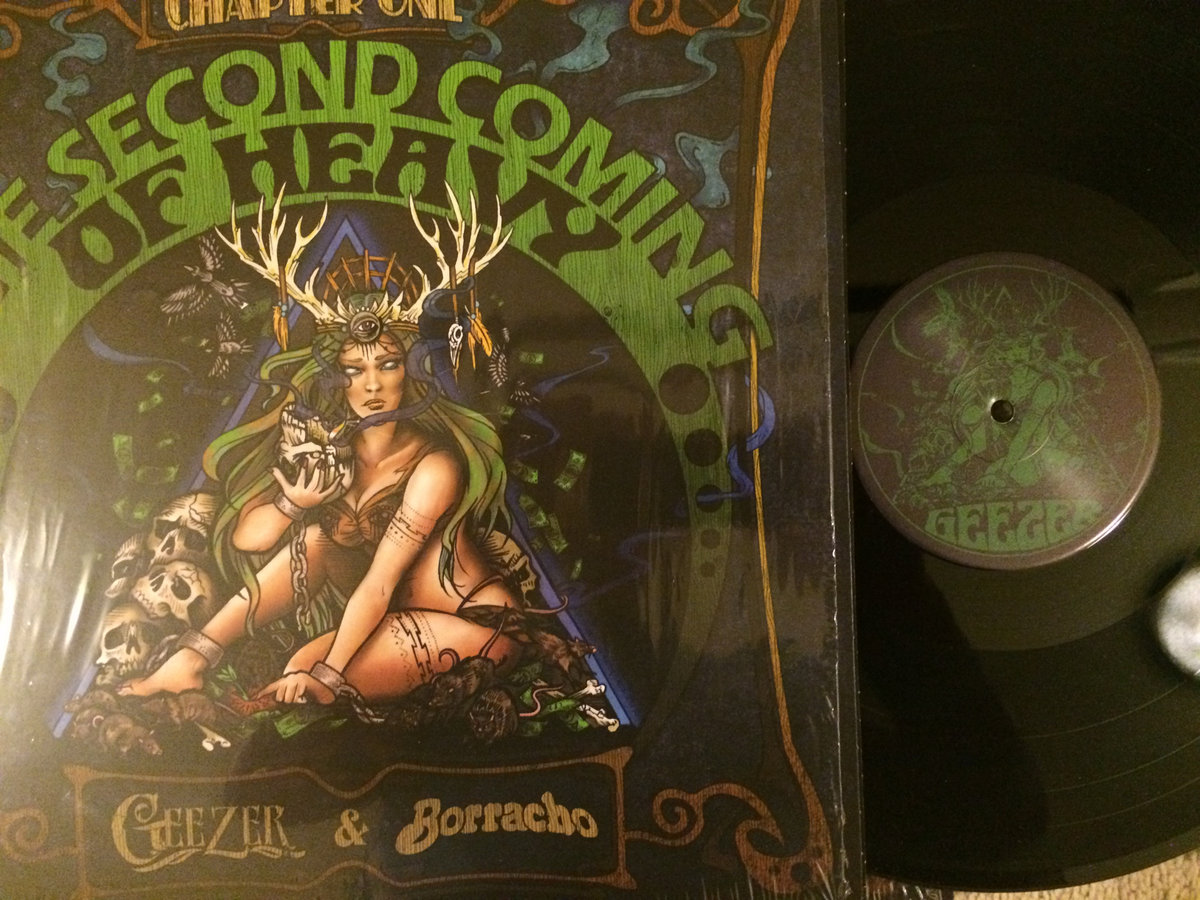 CHAPTER ONE
SECOND COMING
OF HEAVY
GEEZER & Borracho
GEEZER